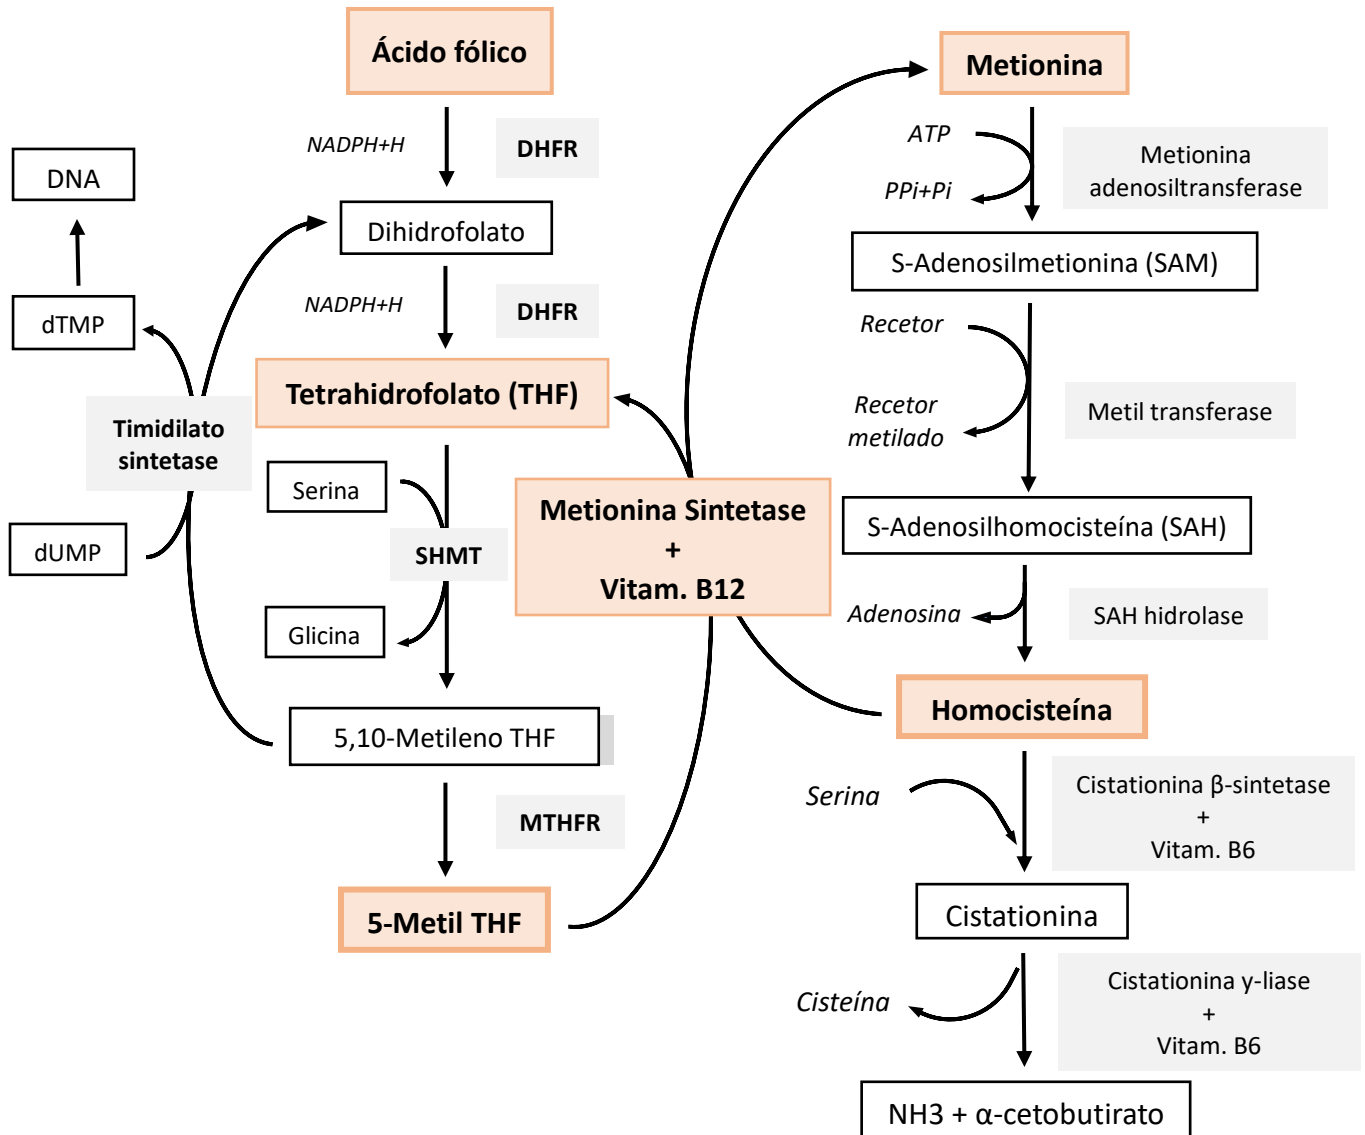 Ácido fólico
NADPH+H
DHFR
Dihidrofolato
NADPH+H
DHFR
Tetrahidrofolato (THF)
DNA
dTMP
Timidilato
sintetase
dUMP
Serina
SHMT
Glicina
5,10-Metileno THF
MTHFR
5-Metil THF
Metionina Sintetase
+
Vitam. B12
Metionina
ATP
PPi+Pi
Metionina
adenosiltransferase
S-Adenosilmetionina (SAM)
Recetor
Recetor
metilado
Metil transferase
S-Adenosilhomocisteína (SAH)
Adenosina
SAH hidrolase
Homocisteína
Serina
Cistationina β-sintetase
+
Vitam. B6
Cistationina
Cisteína
Cistationina y-liase
+
Vitam. B6
NH3 + α-cetobutirato